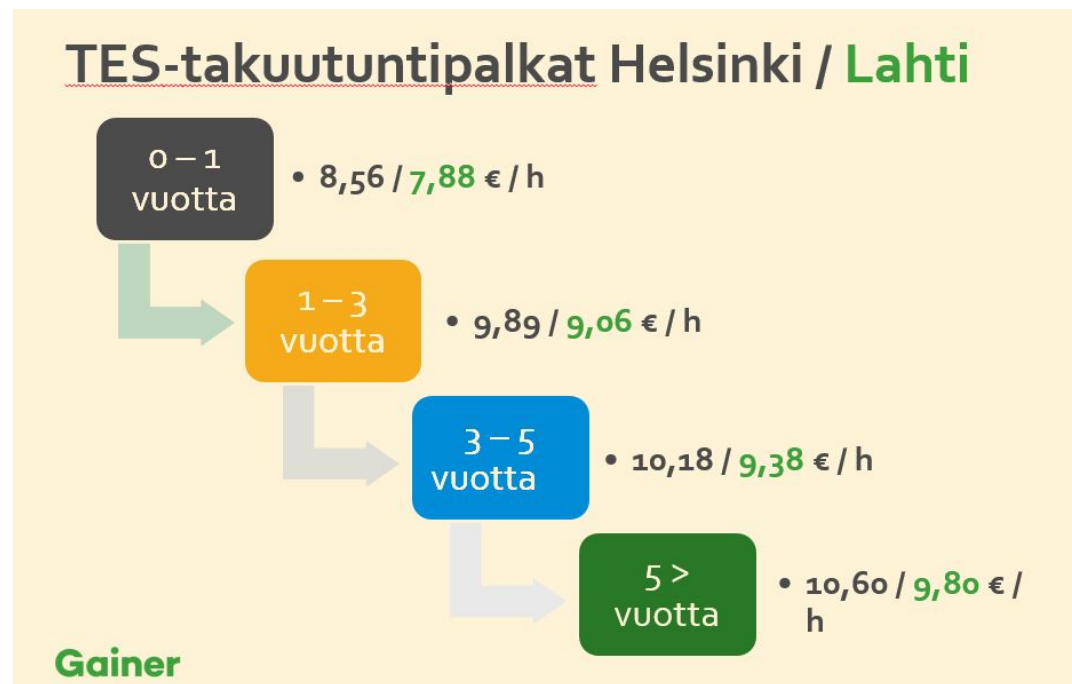 TES-takuutuntipalkat Helsinki / Lahti
0 – 1
vuotta
• 8,56 / 7,88 € / h
1 – 3
vuotta
• 9,89 / 9,06 € / h
3 – 5
vuotta
• 10,18 / 9,38 € / h
5 >
vuotta
• 10,60 / 9,80 € /
h
Gainer